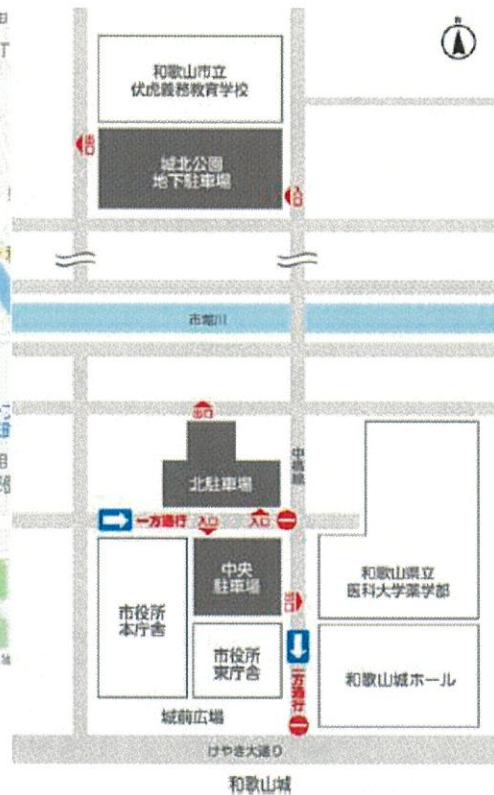 N
和歌山市立
伏虎義務教育学校
出口
城北公園
地下駐車場
入口
市堀川
出口
中橋線
北駐車場
一方通行
入口
入口
中央
駐車場
出口
和歌山県立
医科大学薬学部
市役所
本庁舎
市役所
東庁舎
一方通行
和歌山城ホール
城前広場
けやき大通り
和歌山城